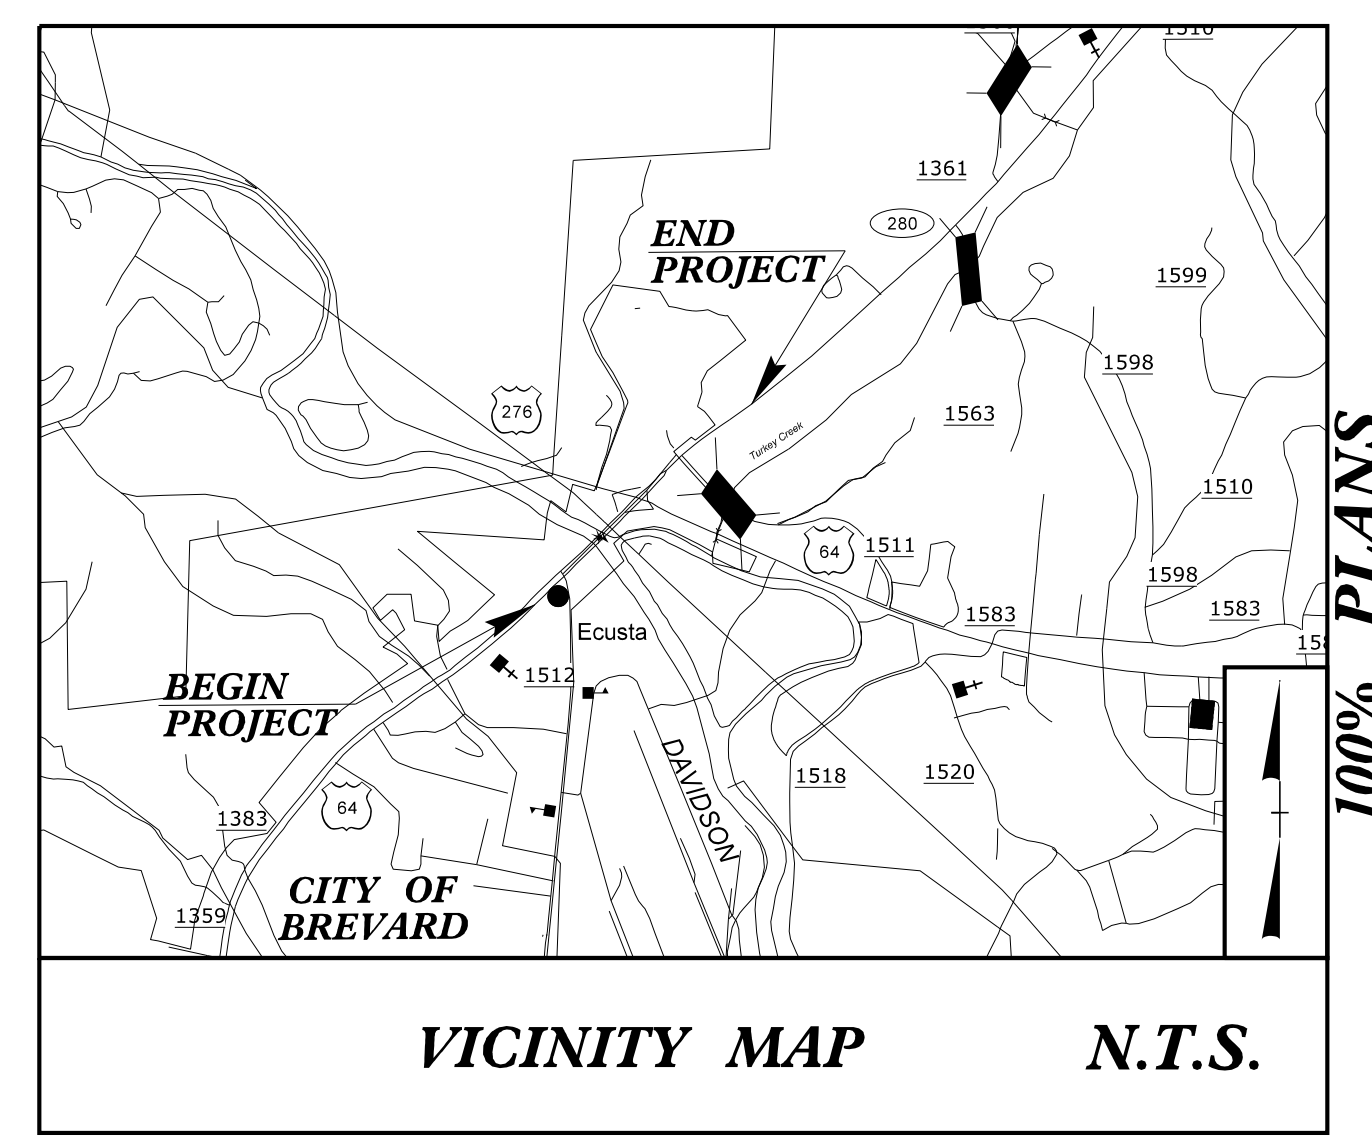 1510
1361
280
END
PROJECT
1599
1598
276
1563
Turkey Creek
1510
64
1511
1598
1583
1583
Ecusta
1512
BEGIN
PROJECT
DAVIDSON
1518
1520
64
1383
CITY OF
BREVARD
1359
100% PLANS
VICINITY MAP
N.T.S.